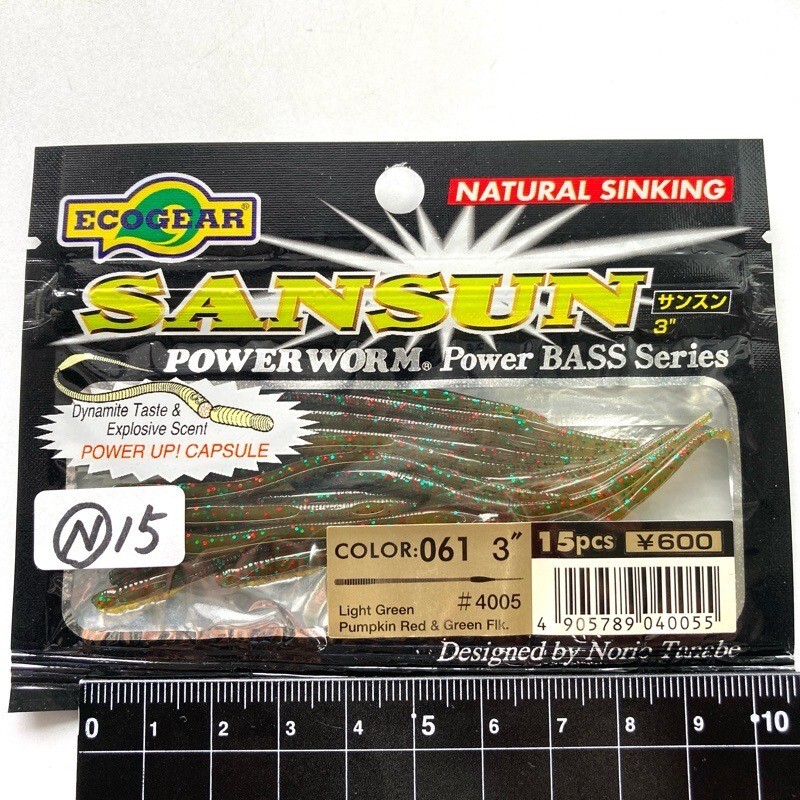 ECOGEAR®
NATURAL SINKING
SANSUN
サンスン
3"
POWER WORM® Power BASS Series
Dynamite Taste &
Explosive Scent
POWER UP! CAPSULE
N 15
COLOR:061 3"
15pcs ¥600
Light Green #4005
Pumpkin Red & Green Flk.
4 905789 040055
Designed by Norio Tanabe
0 1 2 3 4 5 6 7 8 9 10